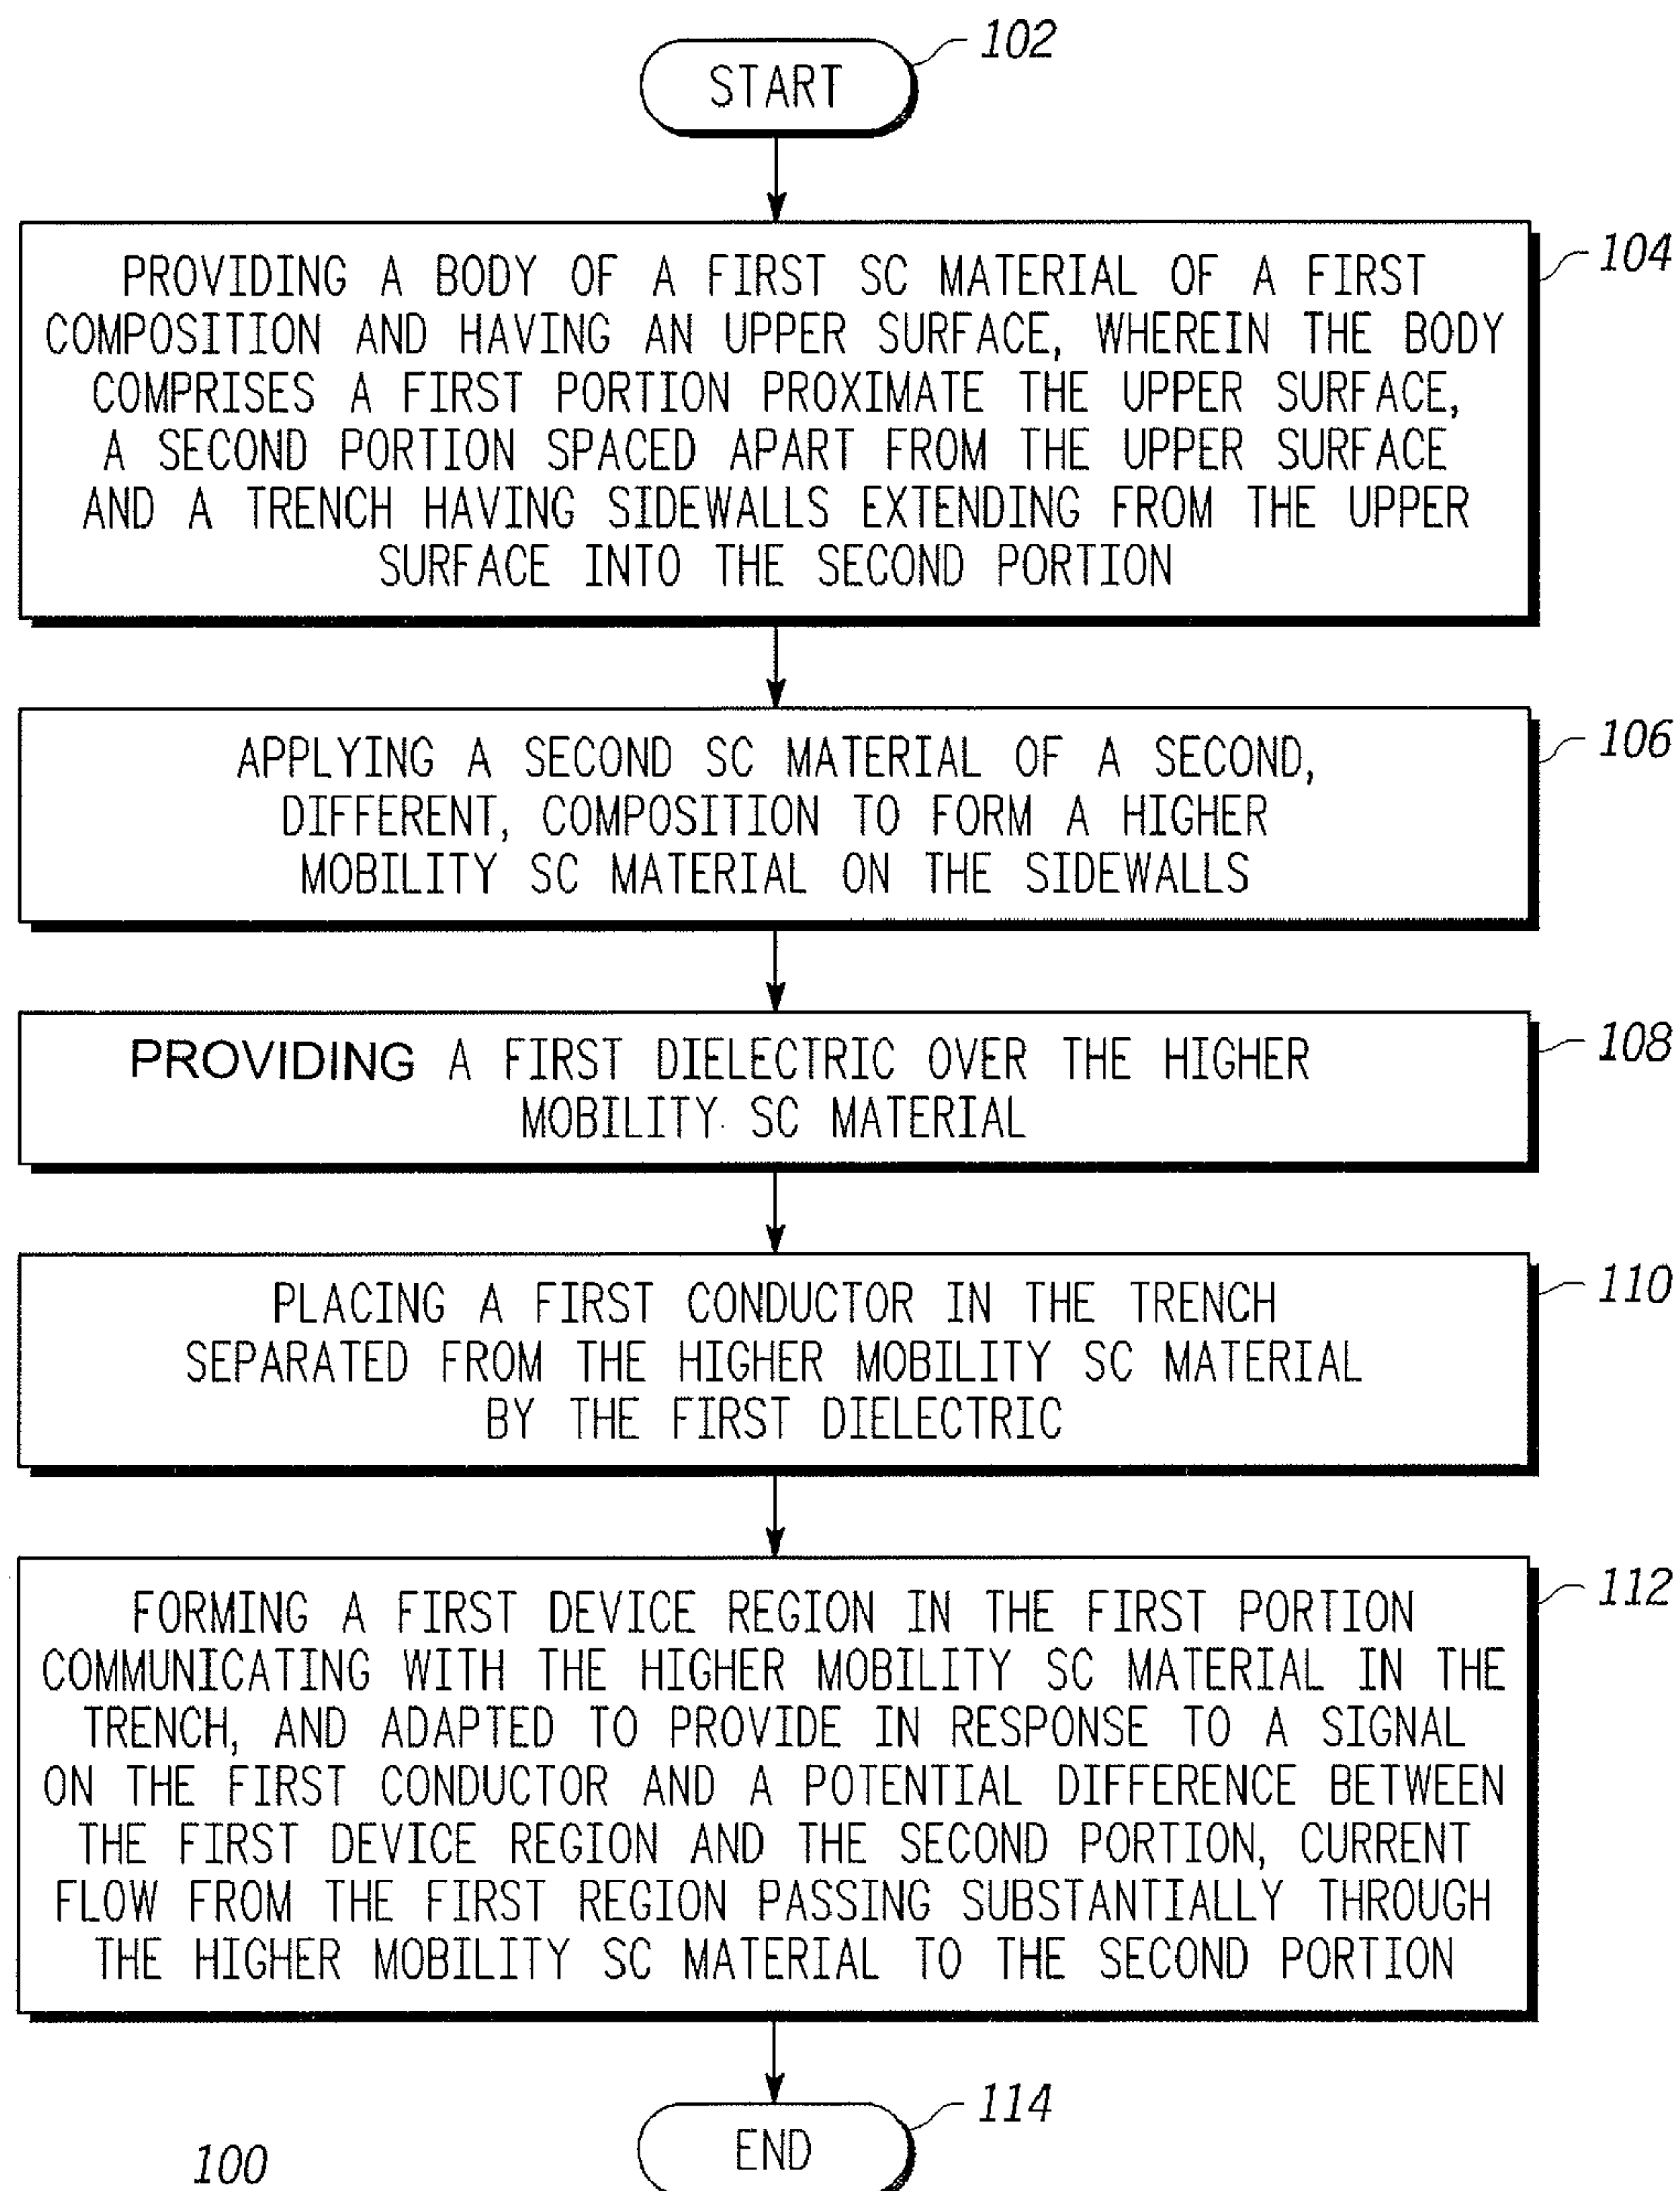 102
START
104
PROVIDING A BODY OF A FIRST SC MATERIAL OF A FIRST
COMPOSITION AND HAVING AN UPPER SURFACE, WHEREIN THE BODY
COMPRISES A FIRST PORTION PROXIMATE THE UPPER SURFACE,
A SECOND PORTION SPACED APART FROM THE UPPER SURFACE
AND A TRENCH HAVING SIDEWALLS EXTENDING FROM THE UPPER
SURFACE INTO THE SECOND PORTION
106
APPLYING A SECOND SC MATERIAL OF A SECOND,
DIFFERENT, COMPOSITION TO FORM A HIGHER
MOBILITY SC MATERIAL ON THE SIDEWALLS
108
PROVIDING A FIRST DIELECTRIC OVER THE HIGHER
MOBILITY SC MATERIAL
110
PLACING A FIRST CONDUCTOR IN THE TRENCH
SEPARATED FROM THE HIGHER MOBILITY SC MATERIAL
BY THE FIRST DIELECTRIC
112
FORMING A FIRST DEVICE REGION IN THE FIRST PORTION
COMMUNICATING WITH THE HIGHER MOBILITY SC MATERIAL IN THE
TRENCH, AND ADAPTED TO PROVIDE IN RESPONSE TO A SIGNAL
ON THE FIRST CONDUCTOR AND A POTENTIAL DIFFERENCE BETWEEN
THE FIRST DEVICE REGION AND THE SECOND PORTION, CURRENT
FLOW FROM THE FIRST REGION PASSING SUBSTANTIALLY THROUGH
THE HIGHER MOBILITY SC MATERIAL TO THE SECOND PORTION
114
END
100